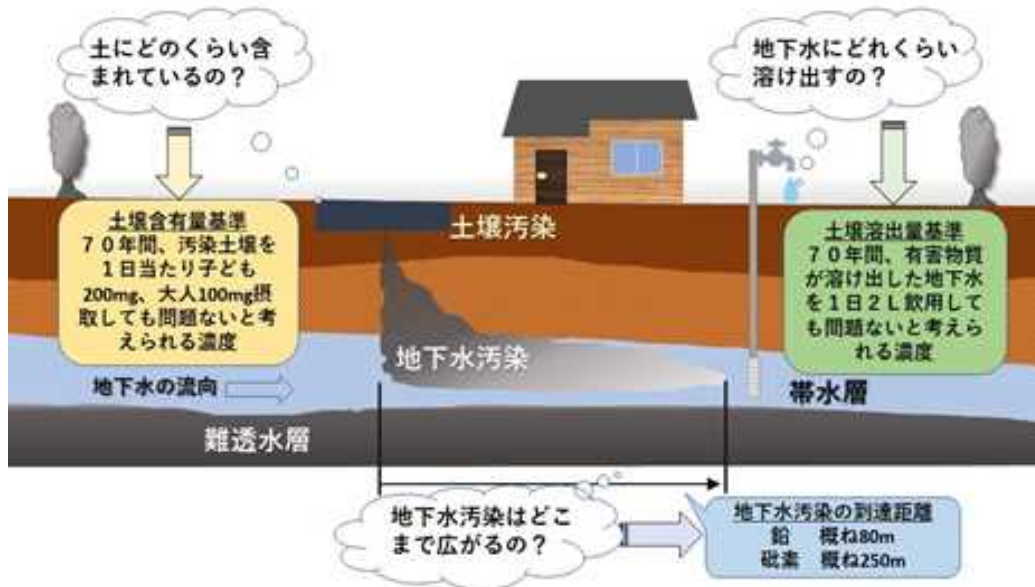 土にどのくらい含
まれているの？
地下水にどれくらい
溶け出すの？
土壌含有量基準
７０年間、汚染土壌を
１日当たり子ども
200mg、大人100mg摂
取しても問題ないと考
えられる濃度
土壌汚染
土壌溶出量基準
７０年間、有害物質
が溶け出した地下水
を１日２Ｌ飲用して
も問題ないと考えら
れる濃度
地下水汚染
地下水の流向
帯水層
難透水層
地下水汚染はどこ
まで広がるの？
地下水汚染の到達距離
鉛　概ね80m
砒素　概ね250m